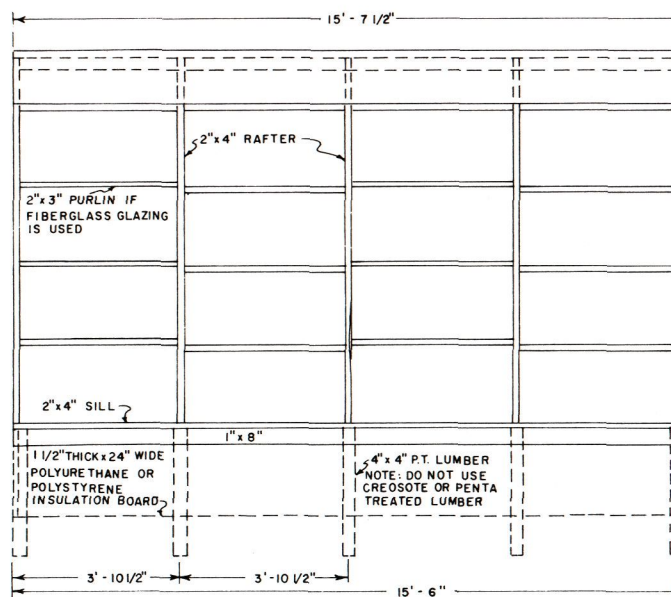 15' - 7 1/2"
2"x 4" RAFTER
2"x 3" PURLIN IF
FIBERGLASS GLAZING
IS USED
2"x 4" SILL
1"x 8"
1 1/2" THICK x 24" WIDE
POLYURETHANE OR
POLYSTYRENE
INSULATION BOARD
4"x 4" P.T. LUMBER
NOTE: DO NOT USE
CREOSOTE OR PENTA
TREATED LUMBER
3' - 10 1/2"
3' - 10 1/2"
15' - 6"